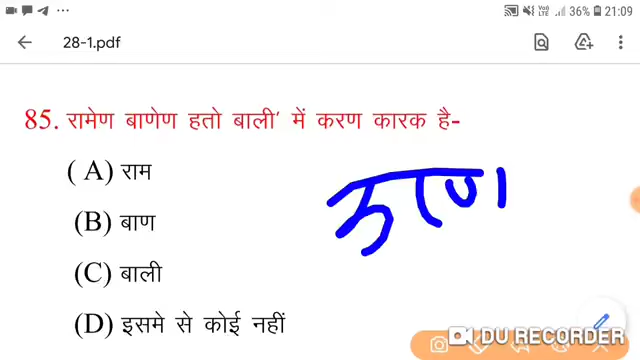 36% 21:09
28-1.pdf
85. रामेण बाणेण हतो बाली' में करण कारक है-
(A) राम
(B) बाण
(C) बाली
(D) इसमे से कोई नहीं
DU RECORDER